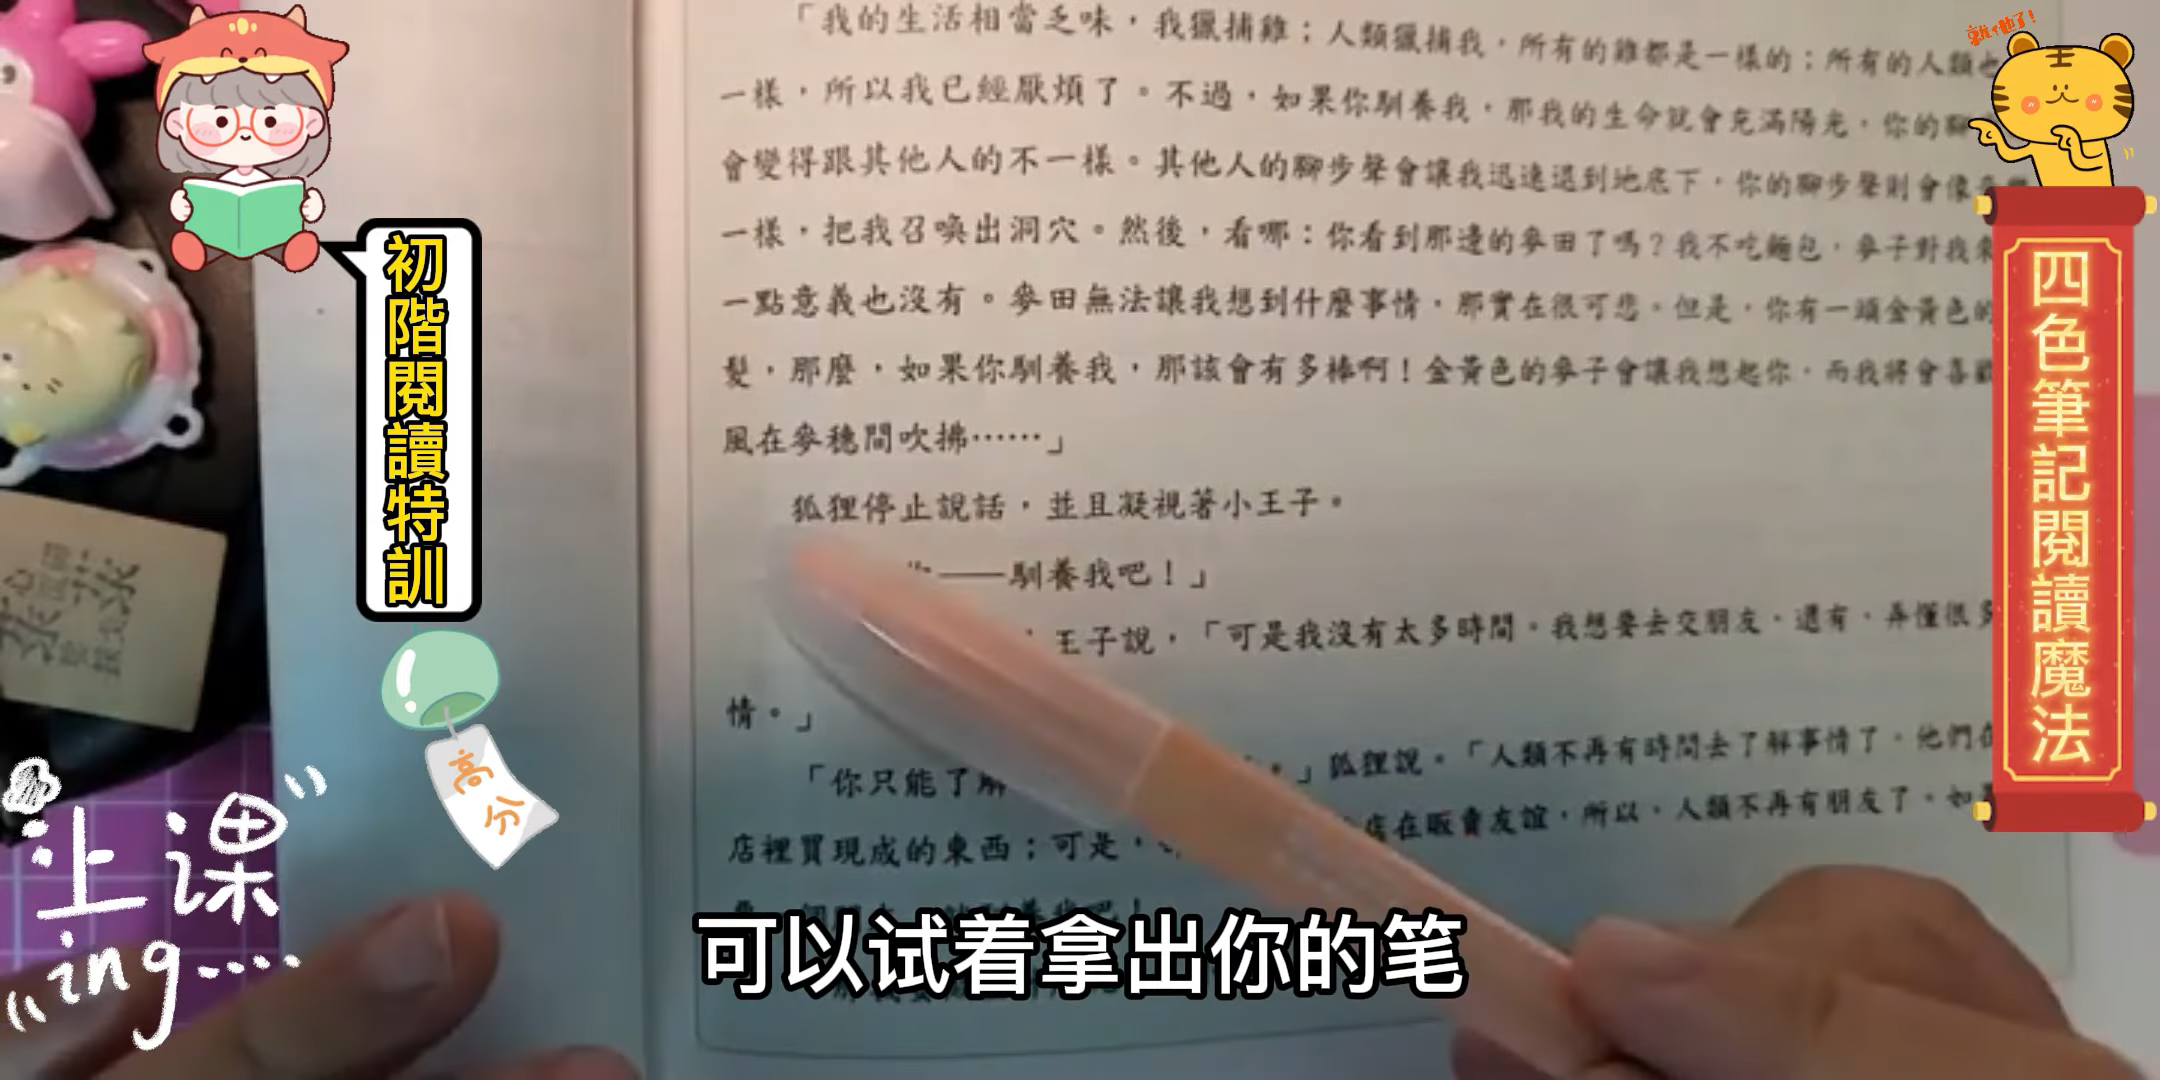 「我的生活相當乏味，我獵捕雞；人類獵捕我，所有的雞都是一樣的；所有的人類也
一樣，所以我已經厭煩了。不過，如果你馴養我，那我的生命就會充滿陽光，你的腳
會變得跟其他人的不一樣。其他人的腳步聲會讓我迅速退到地底下，你的腳步聲則會像
一樣，把我召喚出洞穴。然後，看哪：你看到那邊的麥田了嗎？我不吃麵包，麥子對我來
一點意義也沒有。麥田無法讓我想到什麼事情，那實在很可悲。但是，你有一頭金黃色的
髮，那麼，如果你馴養我，那該會有多棒啊！金黃色的麥子會讓我想起你，而我將會喜歡
風在麥穗間吹拂⋯⋯」
狐狸停止說話，並且凝視著小王子。
——馴養我吧！」
王子說，「可是我沒有太多時間。我想要去交朋友，還有，弄懂很多
情。」
「你只能了解 。」狐狸說。「人類不再有時間去了解事情了，他們在
店裡買現成的東西；可是， 店在販賣友誼，所以，人類不再有朋友了。如果
初階閱讀特訓
高分
上课
ing....
就他了!
四色筆記閱讀魔法
可以试着拿出你的笔